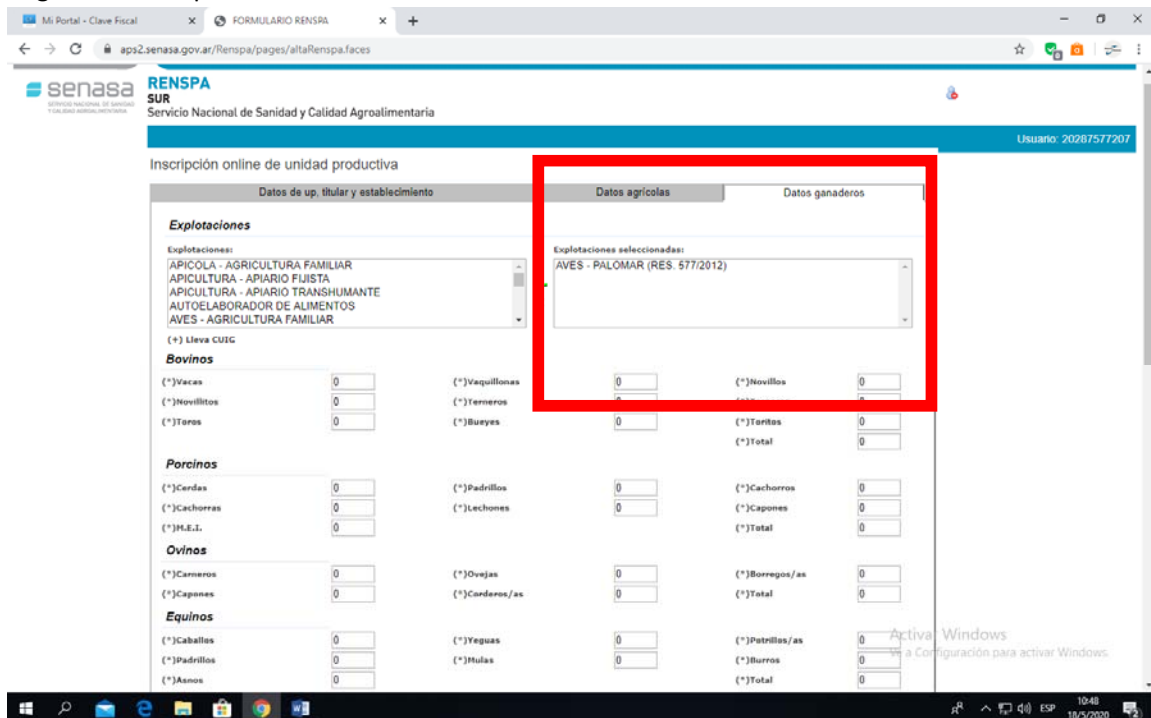 Mi Portal - Clave Fiscal
FORMULARIO RENSPA
aps2.senasa.gov.ar/Renspa/pages/altaRenspa.faces
senasa
SERVICIO NACIONAL DE SANIDAD
Y CALIDAD AGROALIMENTARIA
RENSPA
SUR
Servicio Nacional de Sanidad y Calidad Agroalimentaria
Usuario: 20287577207
Inscripción online de unidad productiva
Datos de up, titular y establecimiento Datos agrícolas Datos ganaderos
Explotaciones
Explotaciones: Explotaciones seleccionadas:
APICOLA - AGRICULTURA FAMILIAR AVES - PALOMAR (RES. 577/2012)
APICULTURA - APIARIO FIJISTA
APICULTURA - APIARIO TRANSHUMANTE
AUTOELABORADOR DE ALIMENTOS
AVES - AGRICULTURA FAMILIAR
(+) Lleva CUIG
Bovinos
(*)Vacas 0 (*)Vaquillonas 0 (*)Novillos 0
(*)Novillitos 0 (*)Terneros
(*)Toros 0 (*)Bueyes 0 (*)Toritos 0
(*)Total 0
Porcinos
(*)Cerdas 0 (*)Padrillos 0 (*)Cachorros 0
(*)Cachorras 0 (*)Lechones 0 (*)Capones 0
(*)M.E.I. 0 (*)Total 0
Ovinos
(*)Carneros 0 (*)Ovejas 0 (*)Borregos/as 0
(*)Capones 0 (*)Corderos/as 0 (*)Total 0
Equinos
(*)Caballos 0 (*)Yeguas 0 (*)Potrillos/as 0
(*)Padrillos 0 (*)Mulas 0 (*)Burros 0
(*)Asnos 0 (*)Total 0
Activar Windows
Ve a Configuración para activar Windows.
ESP
10:48
18/5/2020